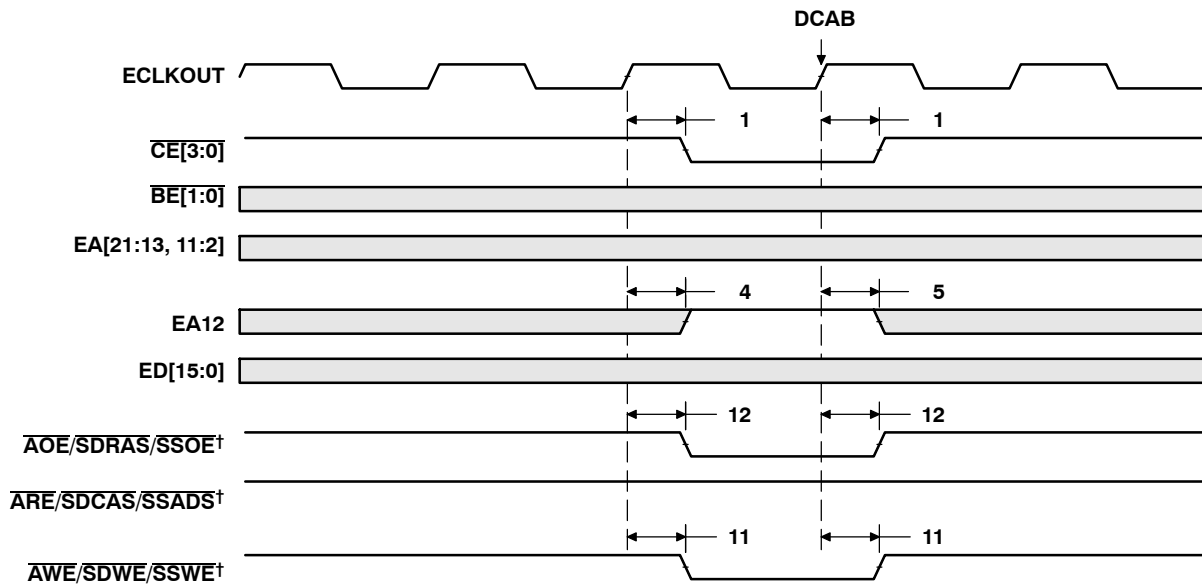 DCAB
ECLKOUT
1 1
CE[3:0]
BE[1:0]
EA[21:13, 11:2]
4 5
EA12
ED[15:0]
12 12
AOE/SDRAS/SSOE†
ARE/SDCAS/SSADS†
11 11
AWE/SDWE/SSWE†